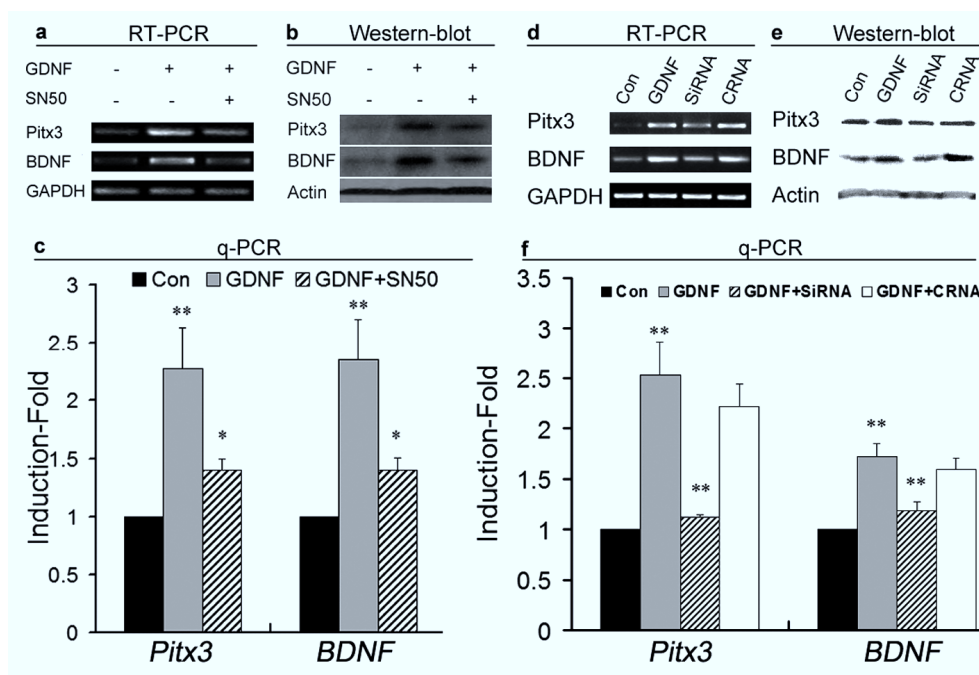 a RT-PCR
GDNF - + +
SN50 - - +
Pitx3
BDNF
GAPDH
b Western-blot
GDNF - + +
SN50 - - +
Pitx3
BDNF
Actin
d RT-PCR
Con GDNF SiRNA CRNA
Pitx3
BDNF
GAPDH
e Western-blot
Con GDNF SiRNA CRNA
Pitx3
BDNF
Actin
c q-PCR
Con GDNF GDNF+SN50
Induction-Fold
3
2.5
2
1.5
1
0.5
0
** * ** *
Pitx3 BDNF
f q-PCR
Con GDNF GDNF+SiRNA GDNF+CRNA
Induction-Fold
3.5
3
2.5
2
1.5
1
0.5
0
** ** ** **
Pitx3 BDNF